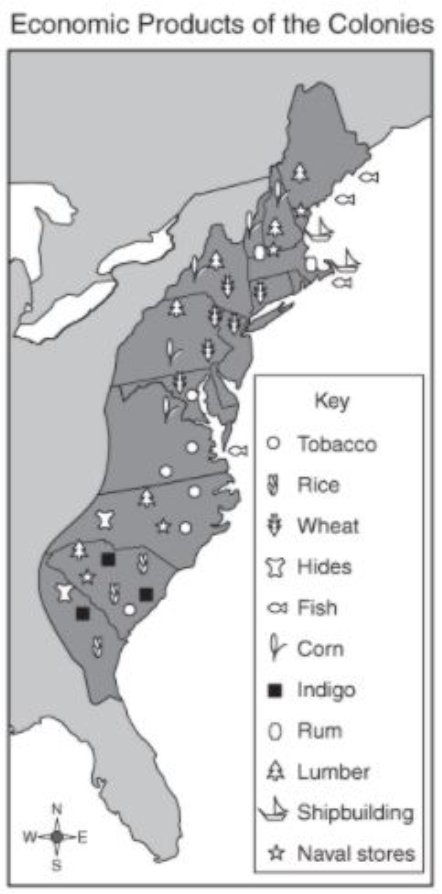 Economic Products of the Colonies
Key
Tobacco
Rice
Wheat
Hides
Fish
Corn
Indigo
Rum
Lumber
Shipbuilding
Naval stores
N
W E
S